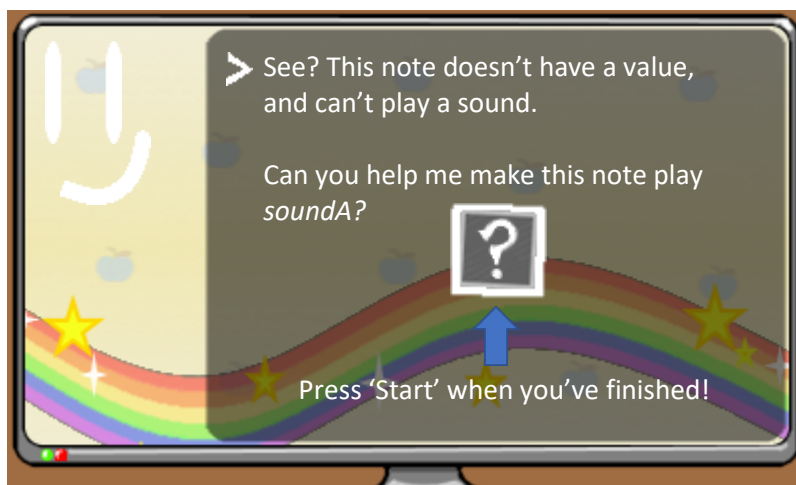 See? This note doesn’t have a value,
and can’t play a sound.
Can you help me make this note play
soundA?
?
Press ‘Start’ when you’ve finished!